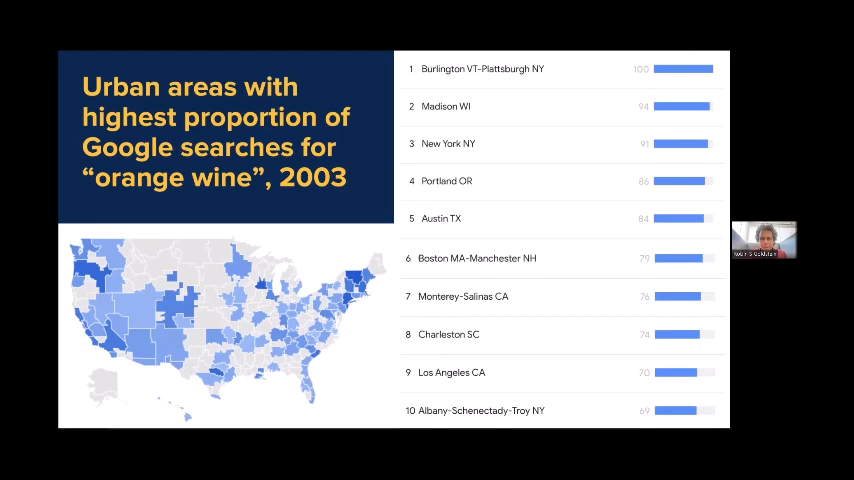 Urban areas with
highest proportion of
Google searches for
“orange wine”, 2003
1 Burlington VT-Plattsburgh NY 100
2 Madison WI 94
3 New York NY 91
4 Portland OR 86
5 Austin TX 84
6 Boston MA-Manchester NH 79
7 Monterey-Salinas CA 76
8 Charleston SC 74
9 Los Angeles CA 70
10 Albany-Schenectady-Troy NY 69
Robin S Goldstein